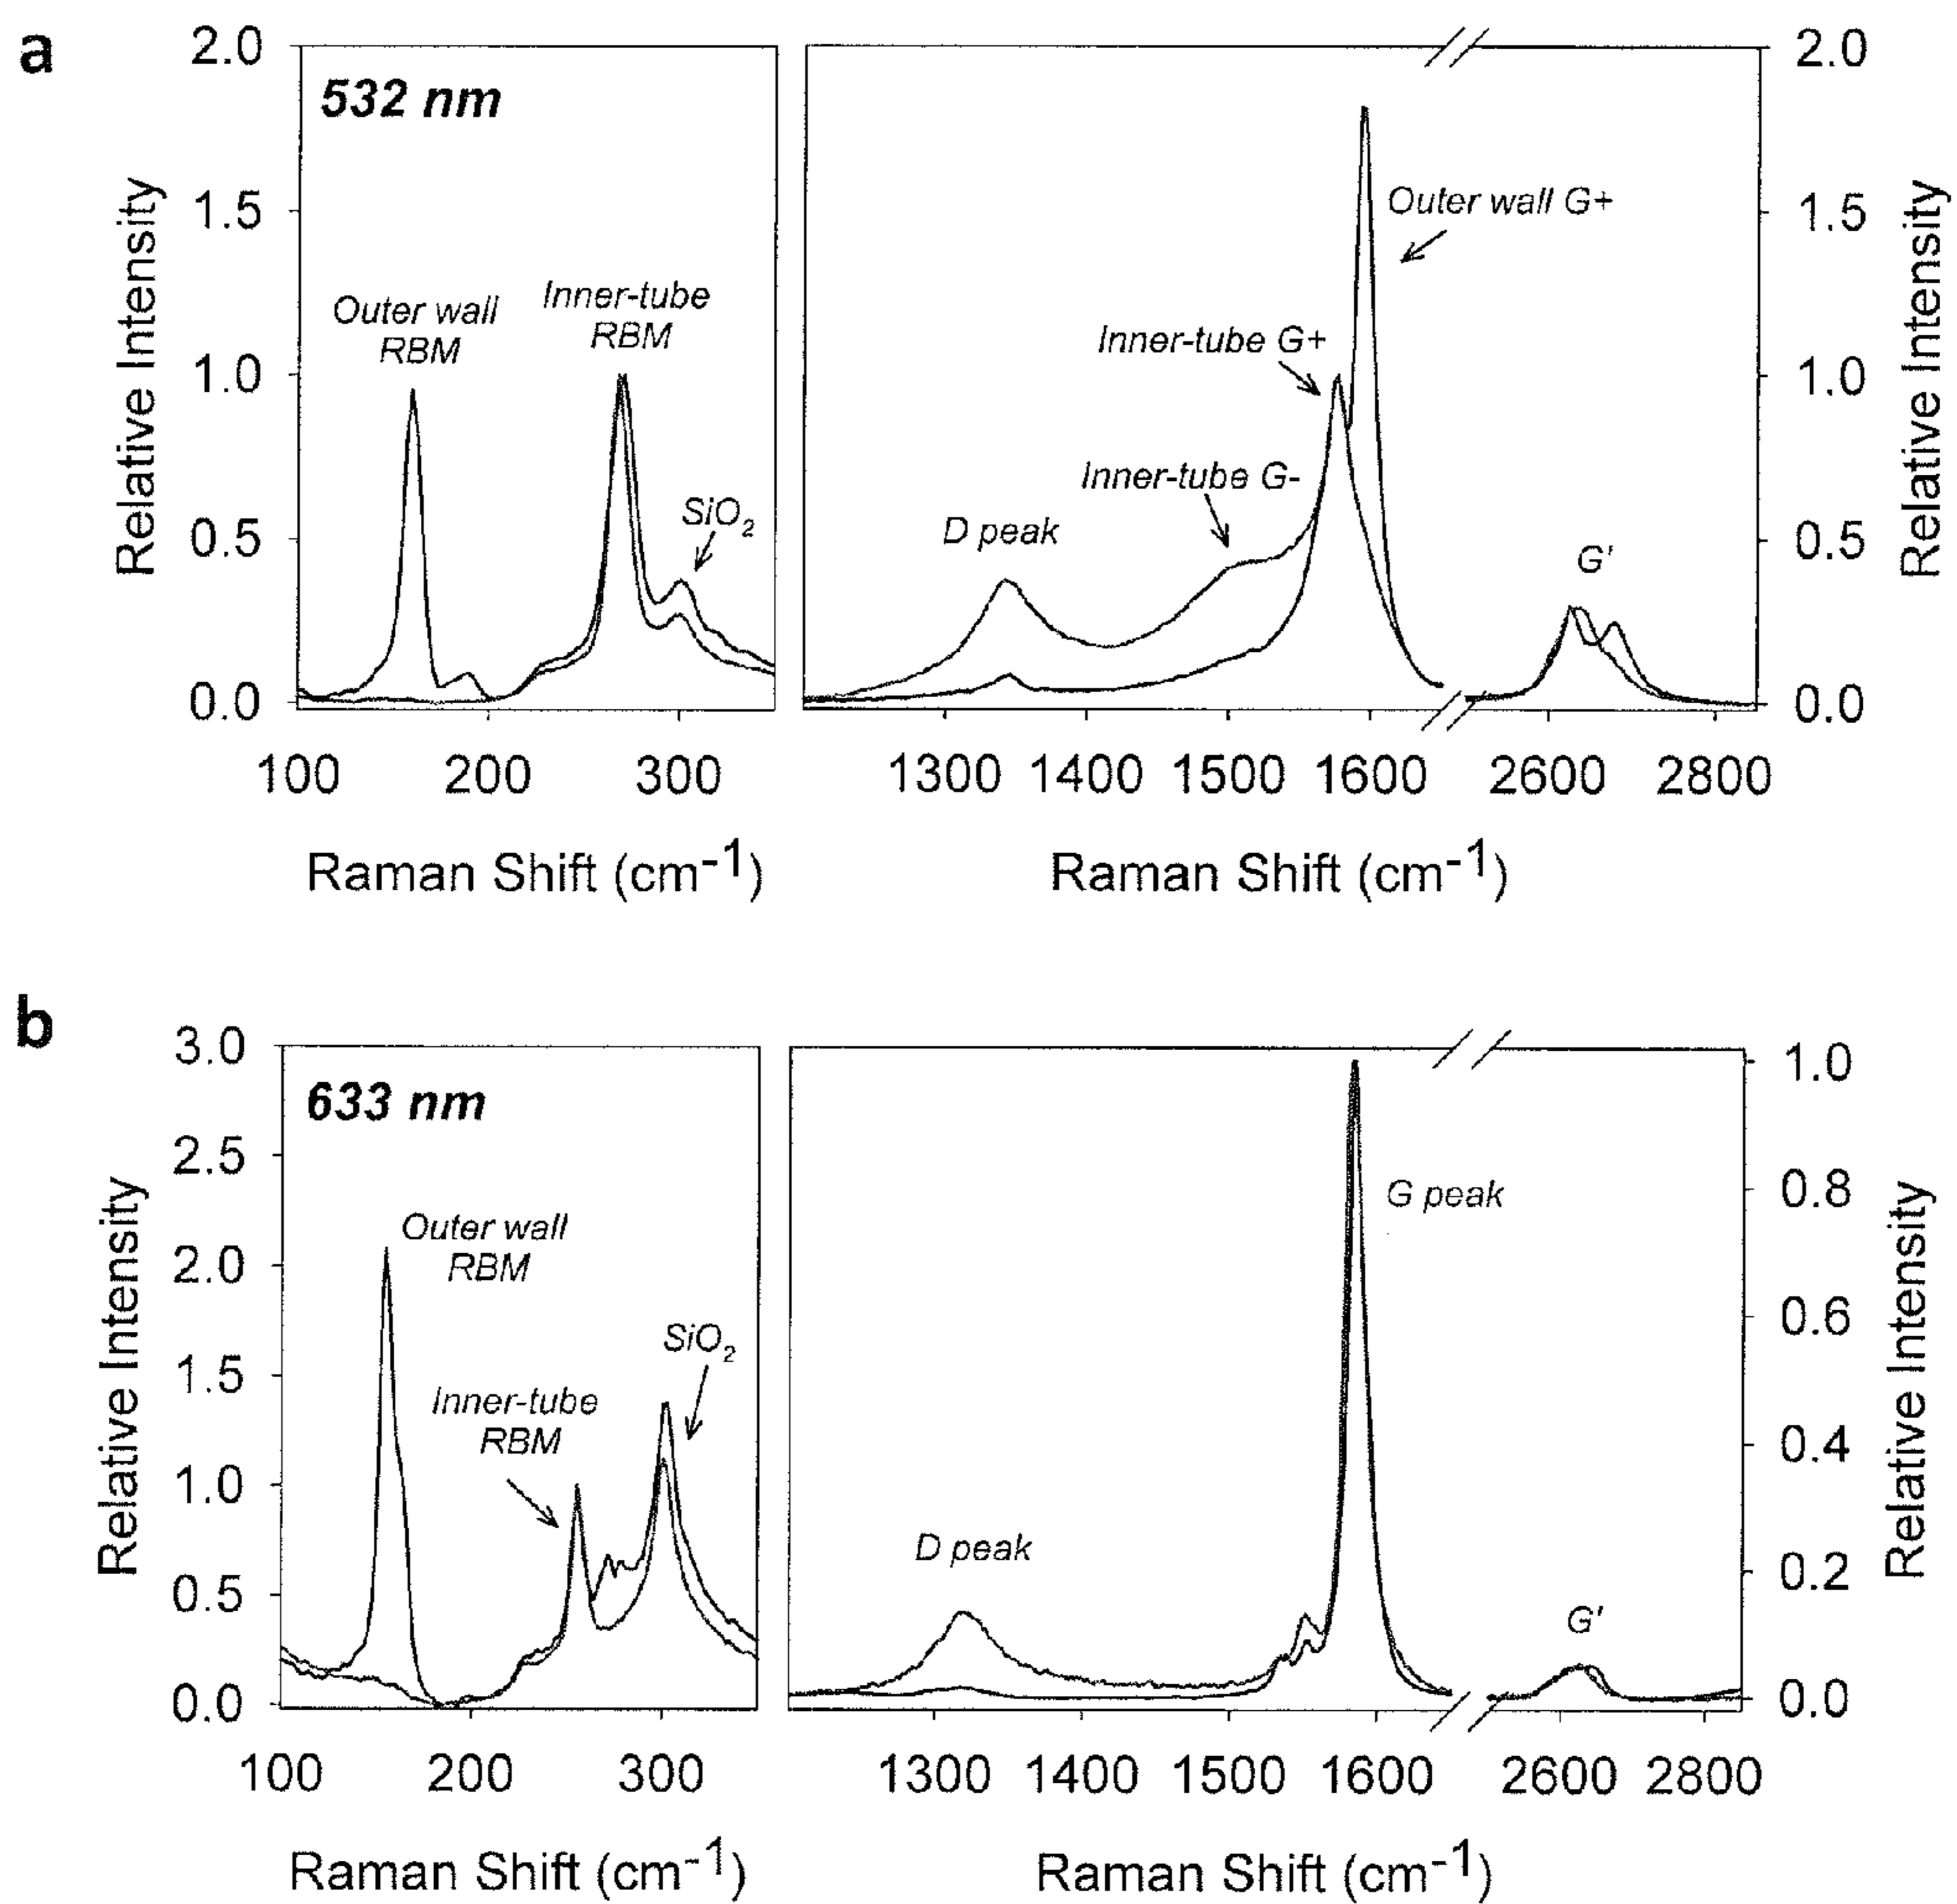 a
532 nm
2.0
1.5
1.0
0.5
0.0
Relative Intensity
Outer wall
RBM
Inner-tube
RBM
SiO2
100 200 300
Raman Shift (cm-1)
Outer wall G+
Inner-tube G+
Inner-tube G-
D peak
G'
2.0
1.5
1.0
0.5
0.0
Relative Intensity
1300 1400 1500 1600 2600 2800
Raman Shift (cm-1)
b
633 nm
3.0
2.5
2.0
1.5
1.0
0.5
0.0
Relative Intensity
Outer wall
RBM
Inner-tube
RBM
SiO2
100 200 300
Raman Shift (cm-1)
G peak
D peak
G'
1.0
0.8
0.6
0.4
0.2
0.0
Relative Intensity
1300 1400 1500 1600 2600 2800
Raman Shift (cm-1)